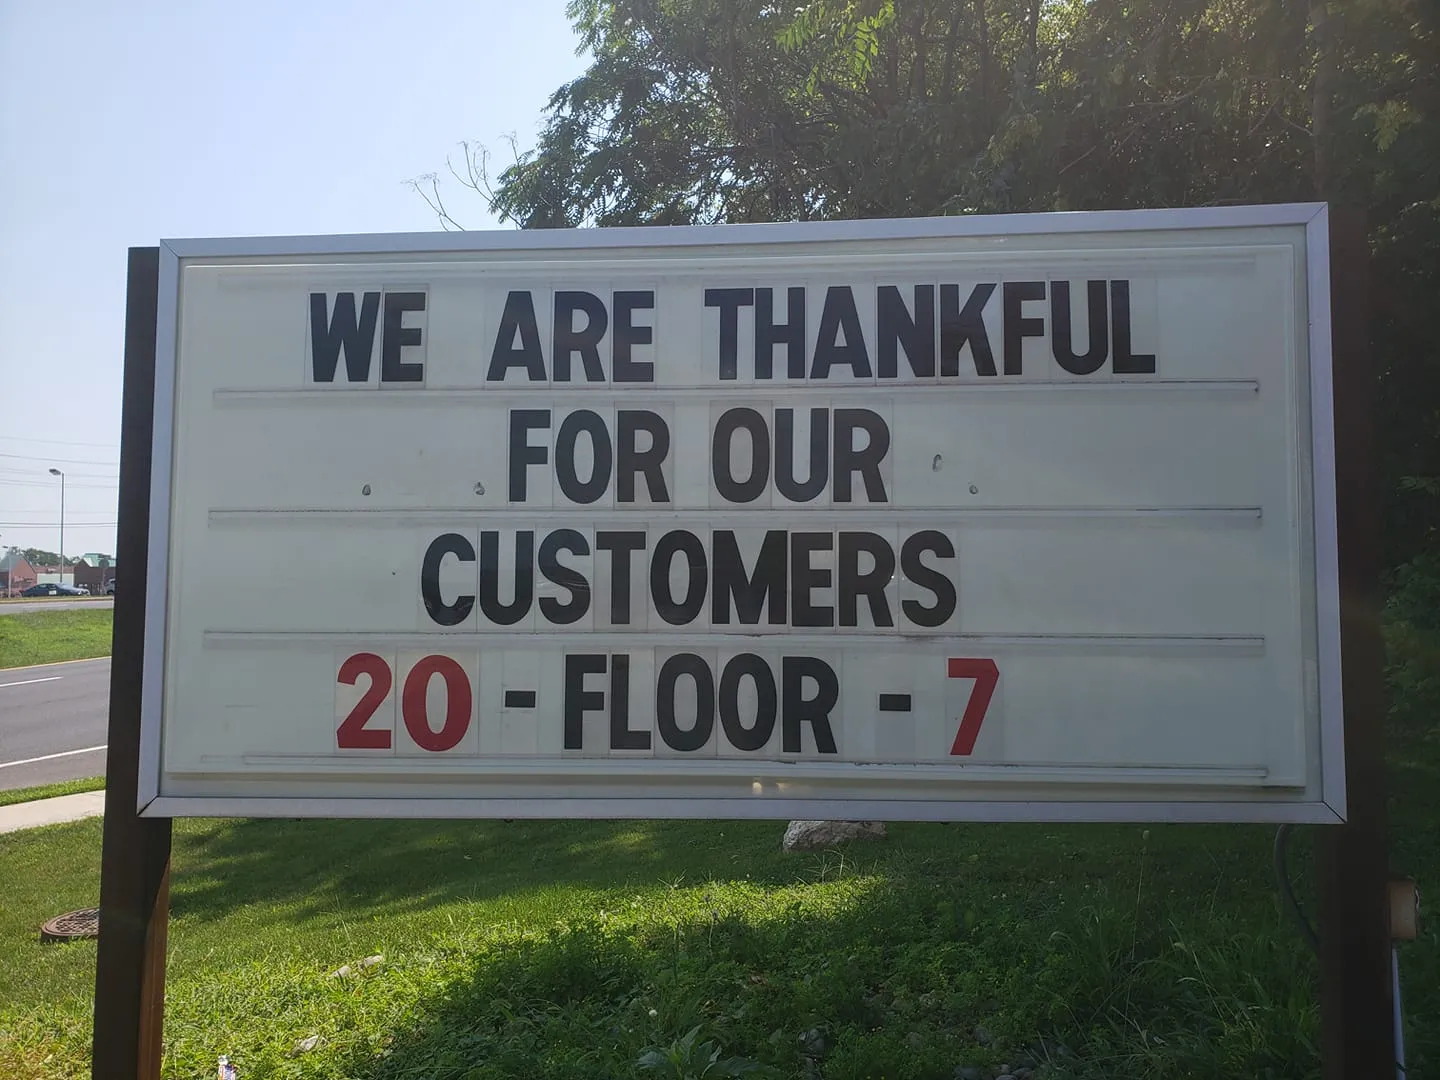 WE ARE THANKFUL
FOR OUR
CUSTOMERS
20 - FLOOR - 7